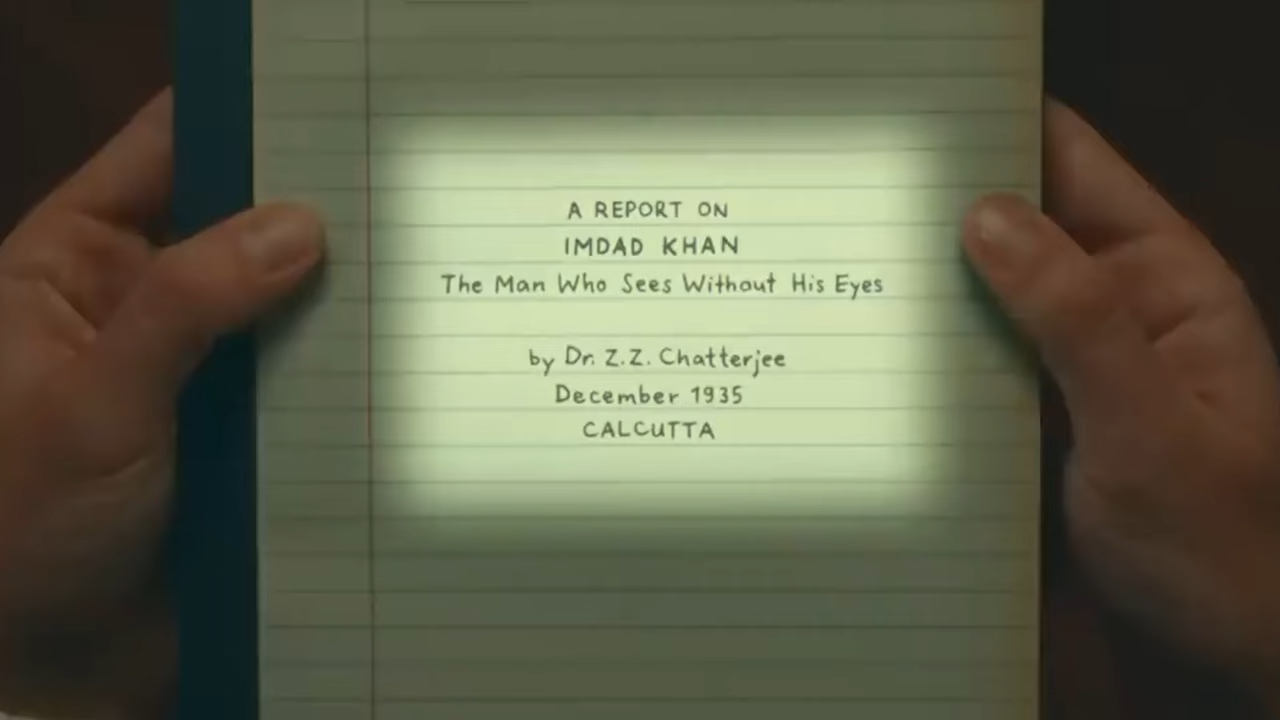 A REPORT ON
IMDAD KHAN
The Man Who Sees Without His Eyes
by Dr. Z.Z. Chatterjee
December 1935
CALCUTTA